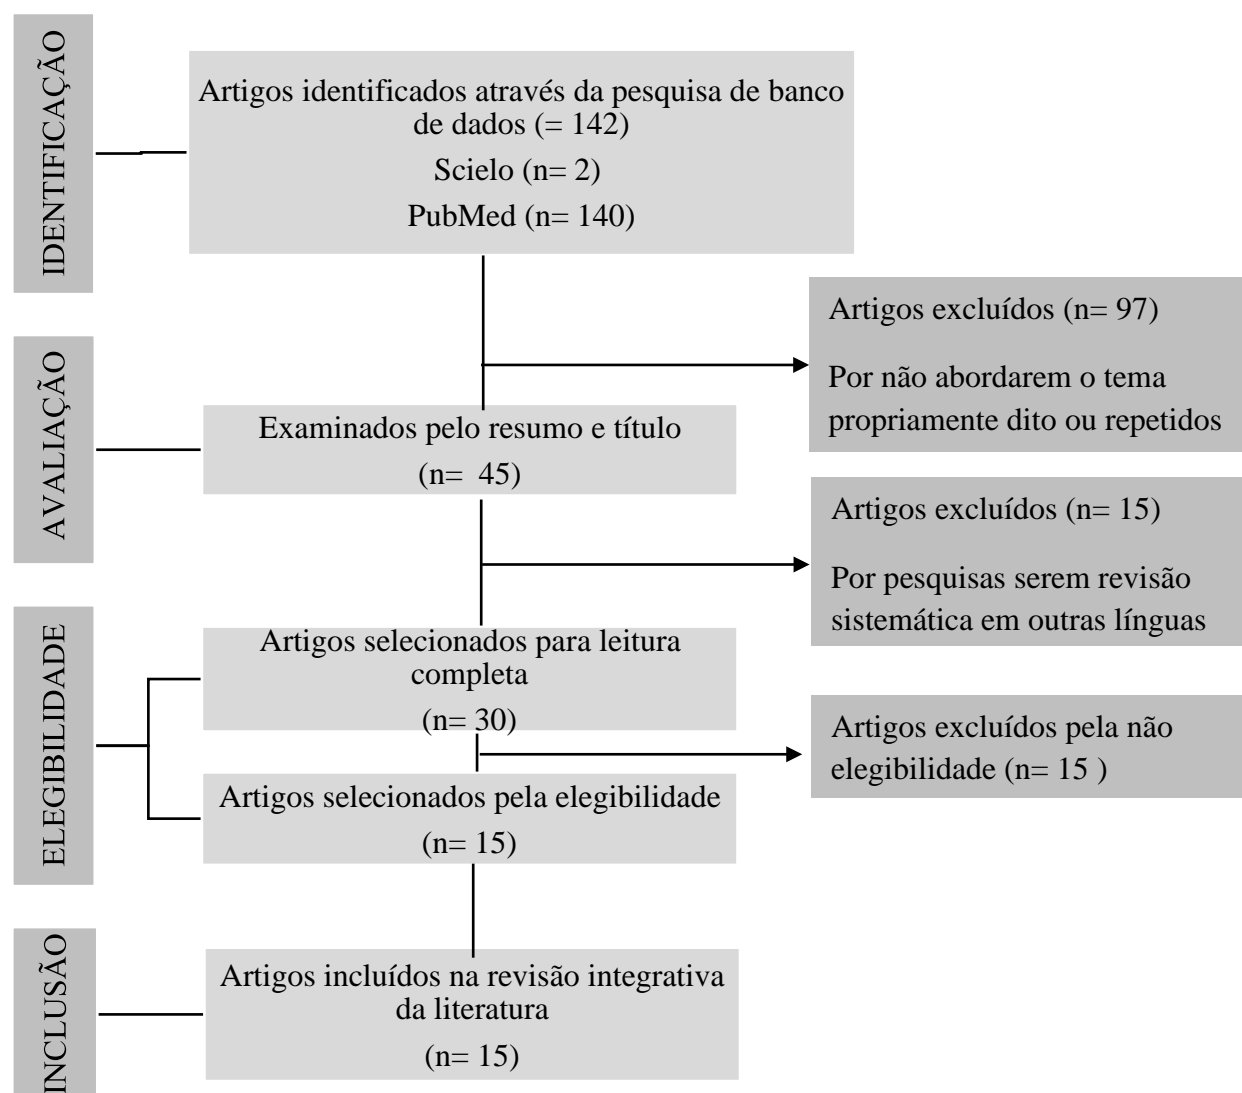 IDENTIFICAÇÃO
Artigos identificados através da pesquisa de banco
de dados (= 142)
Scielo (n= 2)
PubMed (n= 140)
Artigos excluídos (n= 97)
Por não abordarem o tema
propriamente dito ou repetidos
AVALIAÇÃO
Examinados pelo resumo e título
(n=  45)
Artigos excluídos (n= 15)
Por pesquisas serem revisão
sistemática em outras línguas
ELEGIBILIDADE
Artigos selecionados para leitura
completa
(n= 30)
Artigos excluídos pela não
elegibilidade (n= 15 )
Artigos selecionados pela elegibilidade
(n= 15)
INCLUSÃO
Artigos incluídos na revisão integrativa
da literatura
(n= 15)